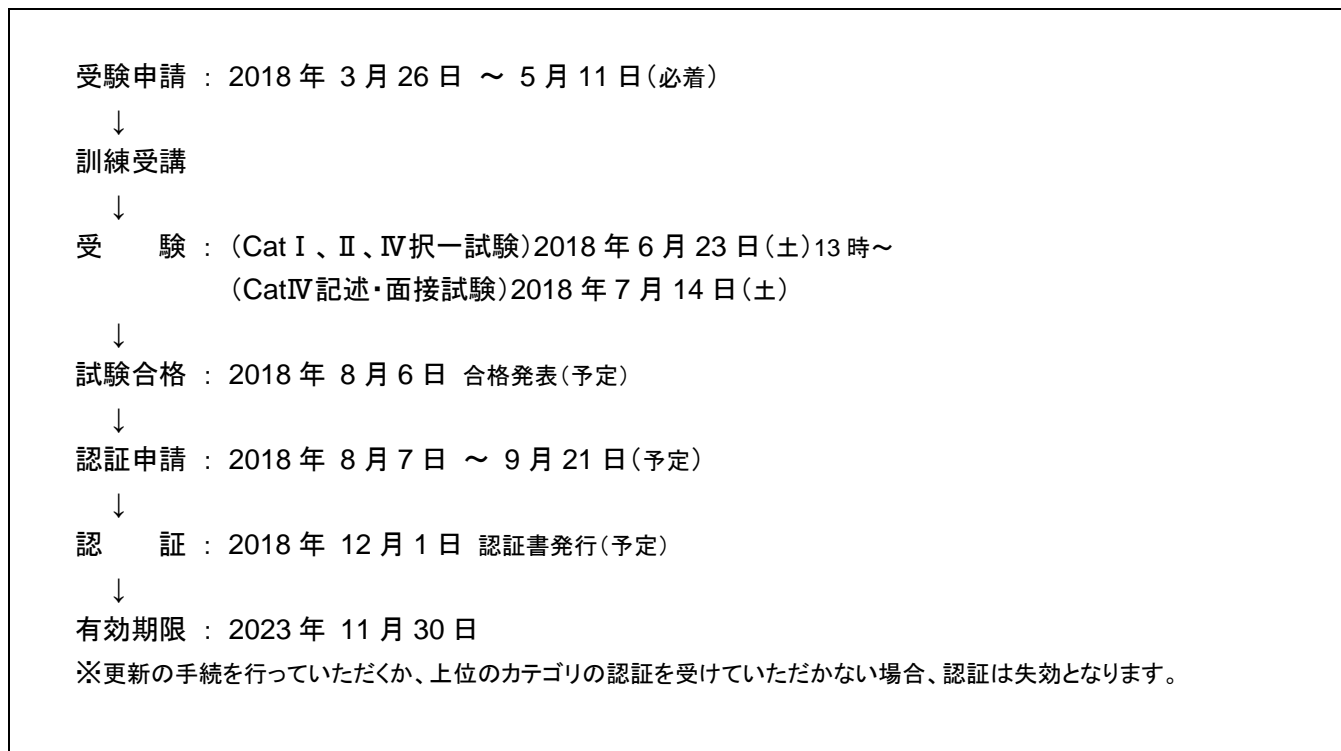 受験申請 : 2018 年 3 月 26 日 ～ 5 月 11 日(必着)
↓
訓練受講
↓
受　　験 : (Cat Ⅰ、Ⅱ、Ⅳ択一試験)2018 年 6 月 23 日(土)13 時～
(CatⅣ記述・面接試験)2018 年 7 月 14 日(土)
↓
試験合格 : 2018 年 8 月 6 日 合格発表(予定)
↓
認証申請 : 2018 年 8 月 7 日 ～ 9 月 21 日(予定)
↓
認　　証 : 2018 年 12 月 1 日 認証書発行(予定)
↓
有効期限 : 2023 年 11 月 30 日
※更新の手続を行っていただくか、上位のカテゴリの認証を受けていただかない場合、認証は失効となります。